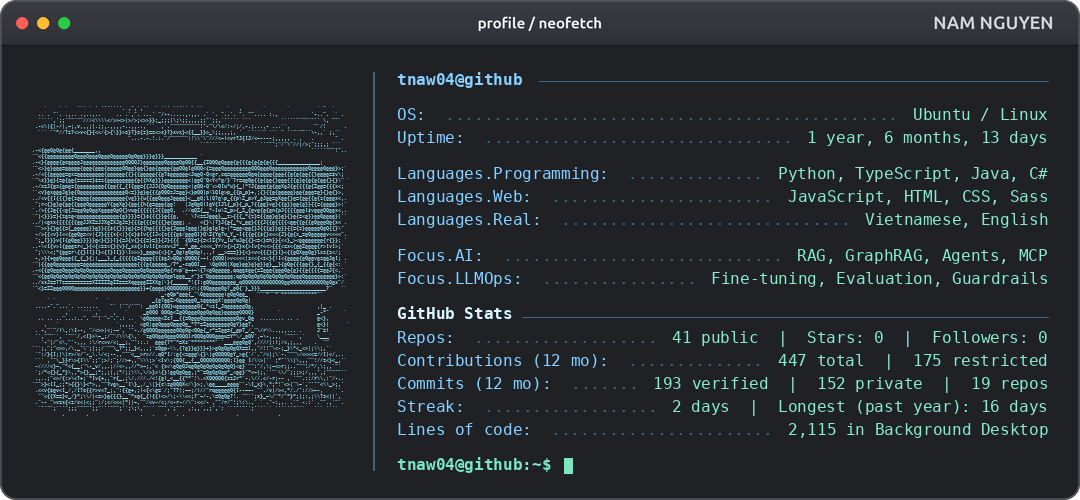 profile / neofetch
NAM NGUYEN
tnaw04@github
OS: Ubuntu / Linux
Uptime: 1 year, 6 months, 13 days
Languages.Programming: Python, TypeScript, Java, C#
Languages.Web: JavaScript, HTML, CSS, Sass
Languages.Real: Vietnamese, English
Focus.AI: RAG, GraphRAG, Agents, MCP
Focus.LLMOps: Fine-tuning, Evaluation, Guardrails
GitHub Stats
Repos: 41 public | Stars: 0 | Followers: 0
Contributions (12 mo): 447 total | 175 restricted
Commits (12 mo): 193 verified | 152 private | 19 repos
Streak: 2 days | Longest (past year): 16 days
Lines of code: 2,115 in Background Desktop
tnaw04@github:~$